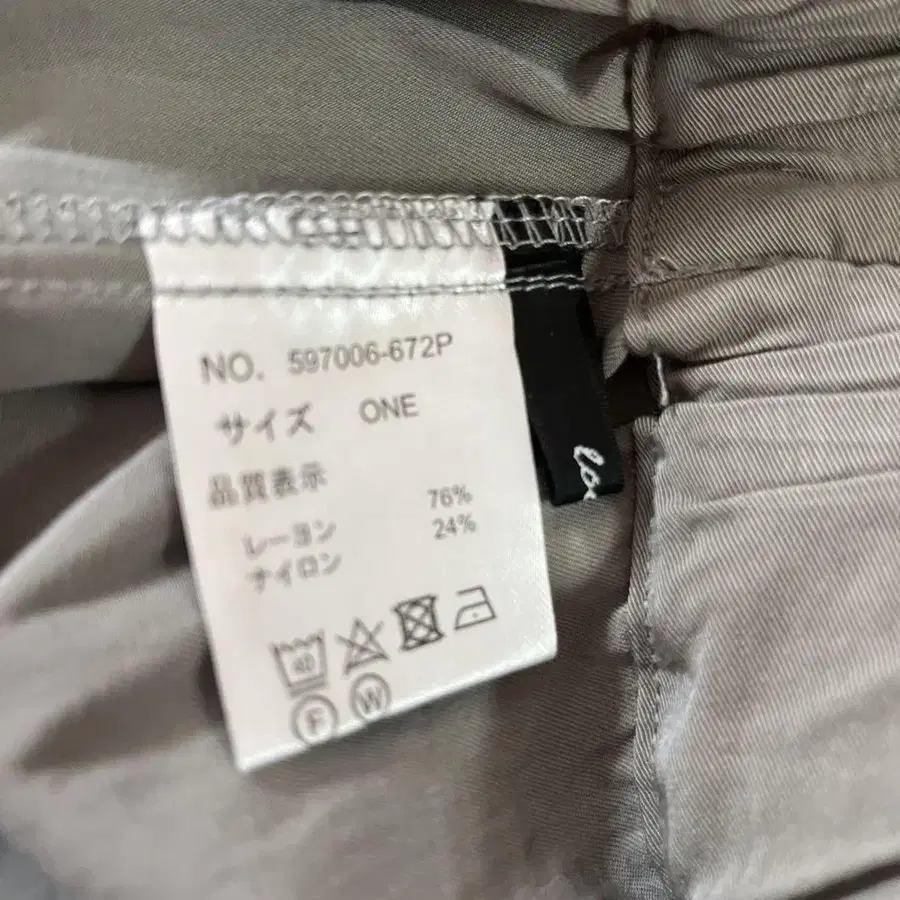 NO. 597006-672P
サイズ ONE
品質表示
レーヨン 76%
ナイロン 24%
40
F W